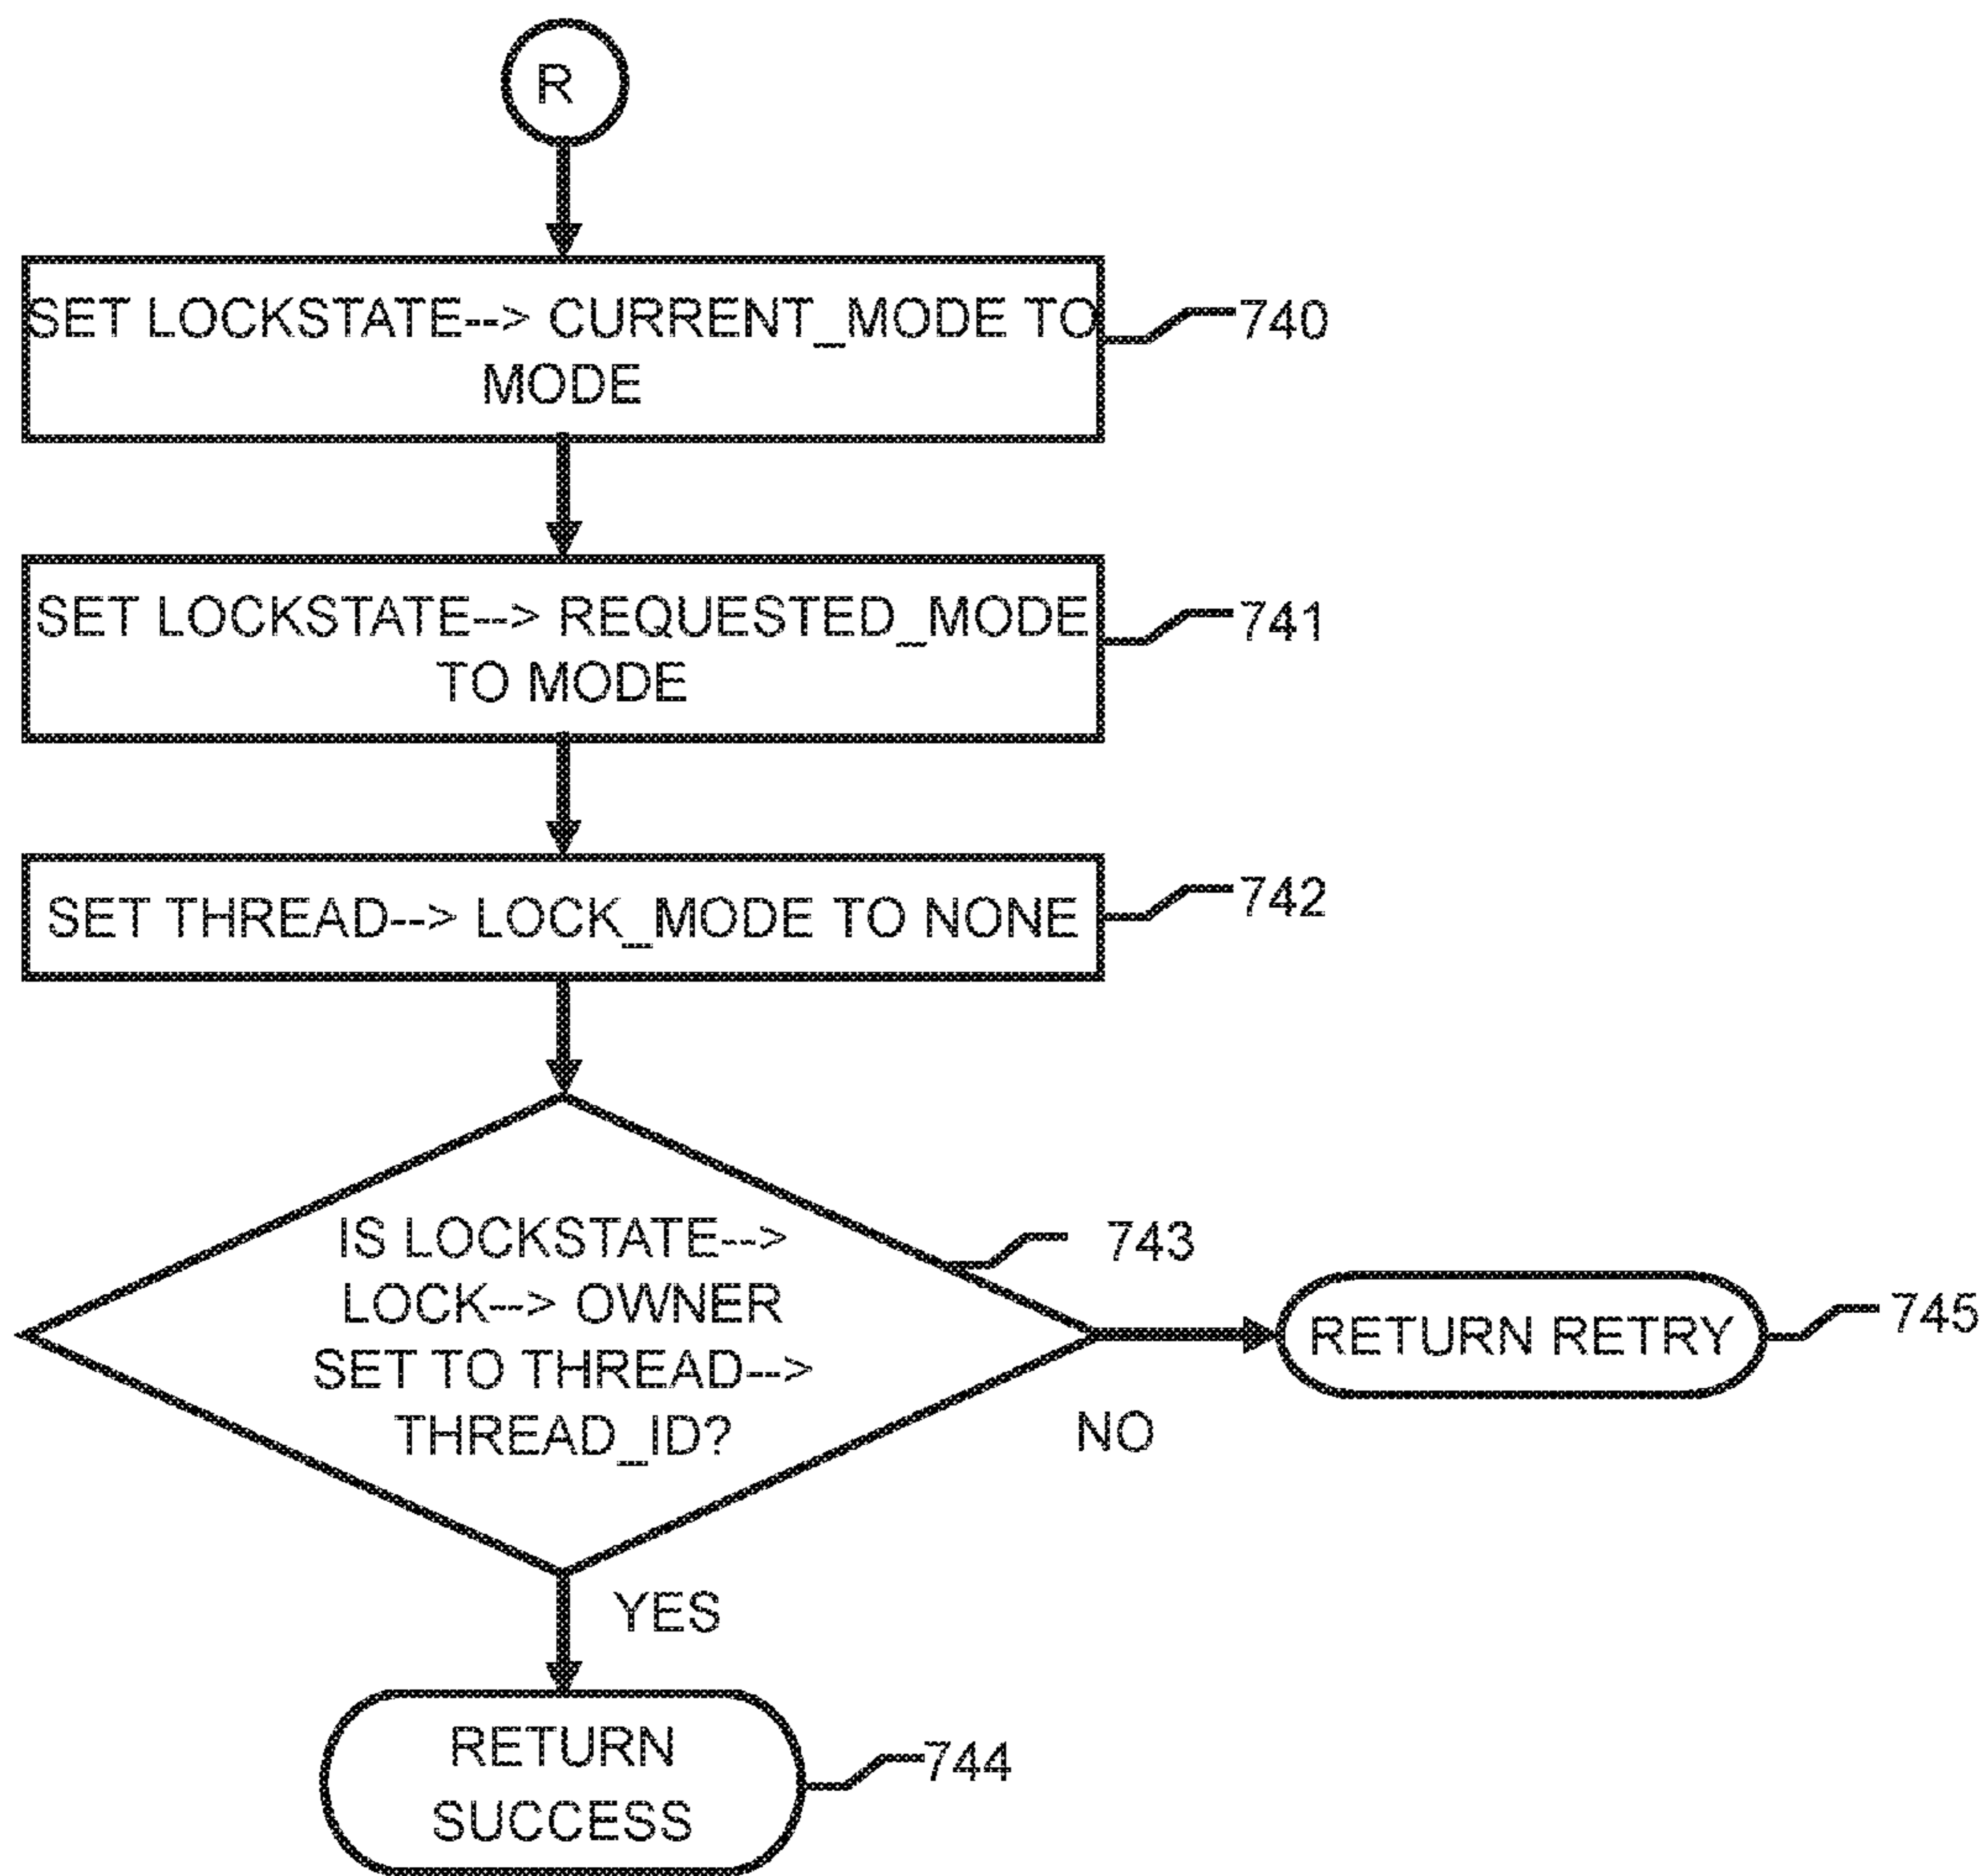 R
SET LOCKSTATE--> CURRENT_MODE TO
MODE
740
SET LOCKSTATE--> REQUESTED_MODE
TO MODE
741
SET THREAD--> LOCK_MODE TO NONE
742
IS LOCKSTATE-->
LOCK--> OWNER
SET TO THREAD-->
THREAD_ID?
743
RETURN RETRY
745
NO
YES
RETURN
SUCCESS
744